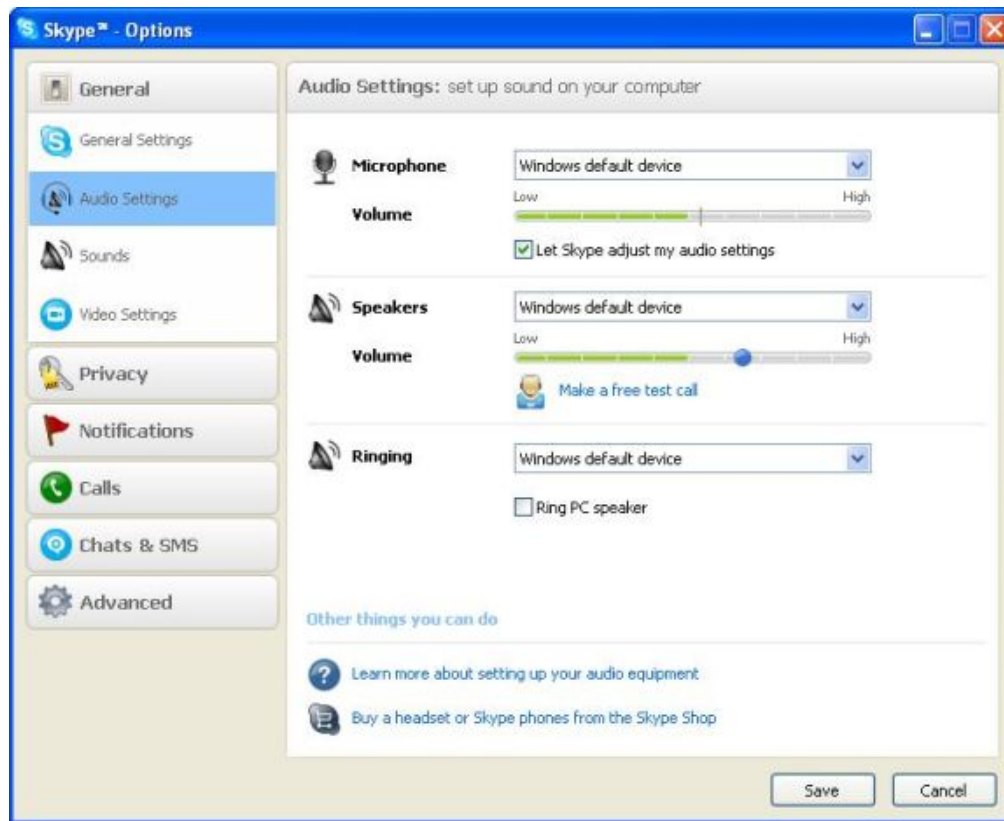 Skype™ - Options
General
General Settings
Audio Settings
Sounds
Video Settings
Privacy
Notifications
Calls
Chats & SMS
Advanced
Audio Settings: set up sound on your computer
Microphone
Windows default device
Volume
Low High
Let Skype adjust my audio settings
Speakers
Windows default device
Volume
Low High
Make a free test call
Ringing
Windows default device
Ring PC speaker
Other things you can do
Learn more about setting up your audio equipment
Buy a headset or Skype phones from the Skype Shop
Save
Cancel